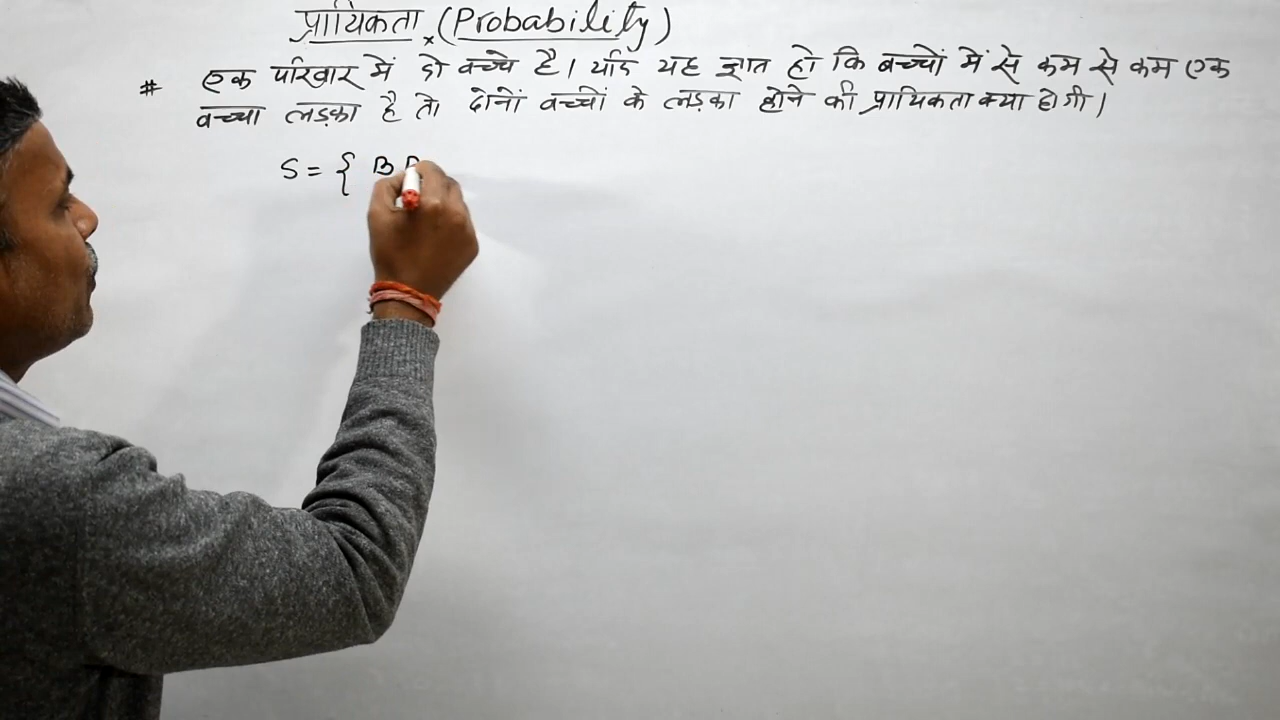 प्रायिकता (Probability)
# एक परिवार में दो बच्चे है। यदि यह ज्ञात हो कि बच्चों में से कम से कम एक
बच्चा लड़का है तो दोनों बच्चों के लड़का होने की प्रायिकता क्या होगी।
S = { B